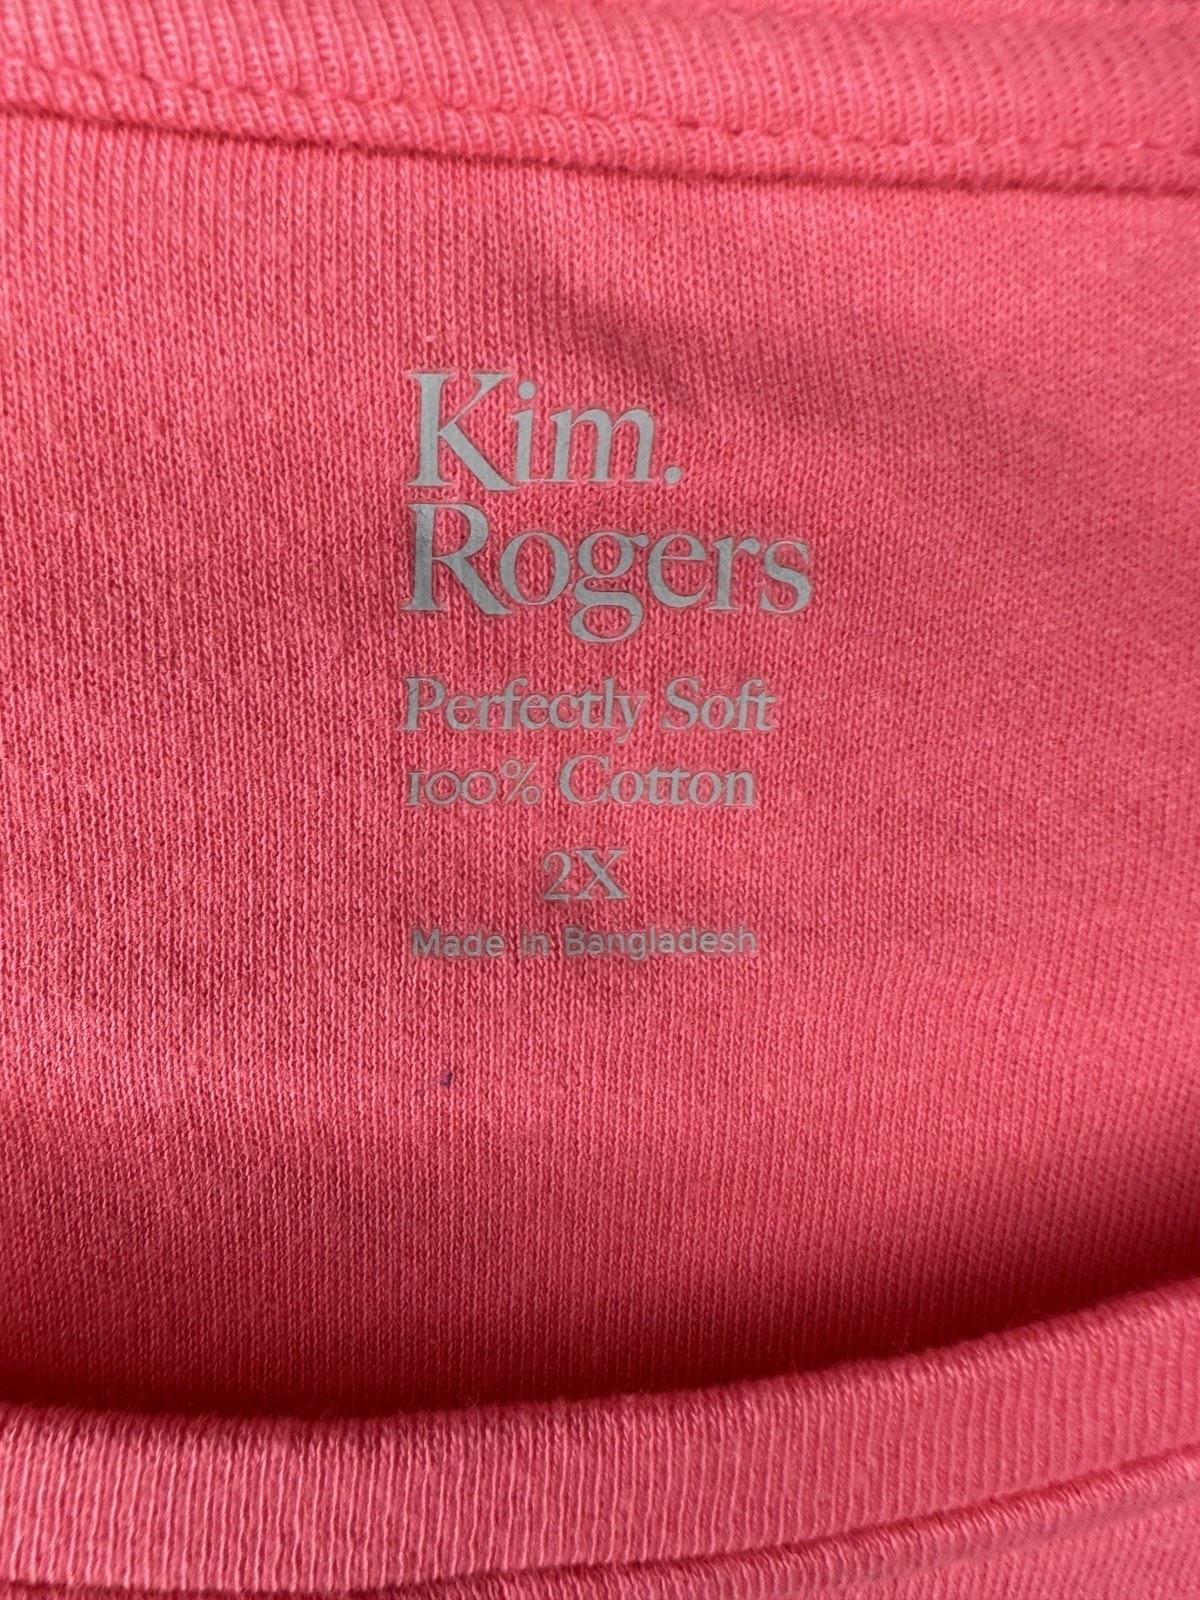 Kim.
Rogers
Perfectly Soft
100% Cotton
2X
Made in Bangladesh